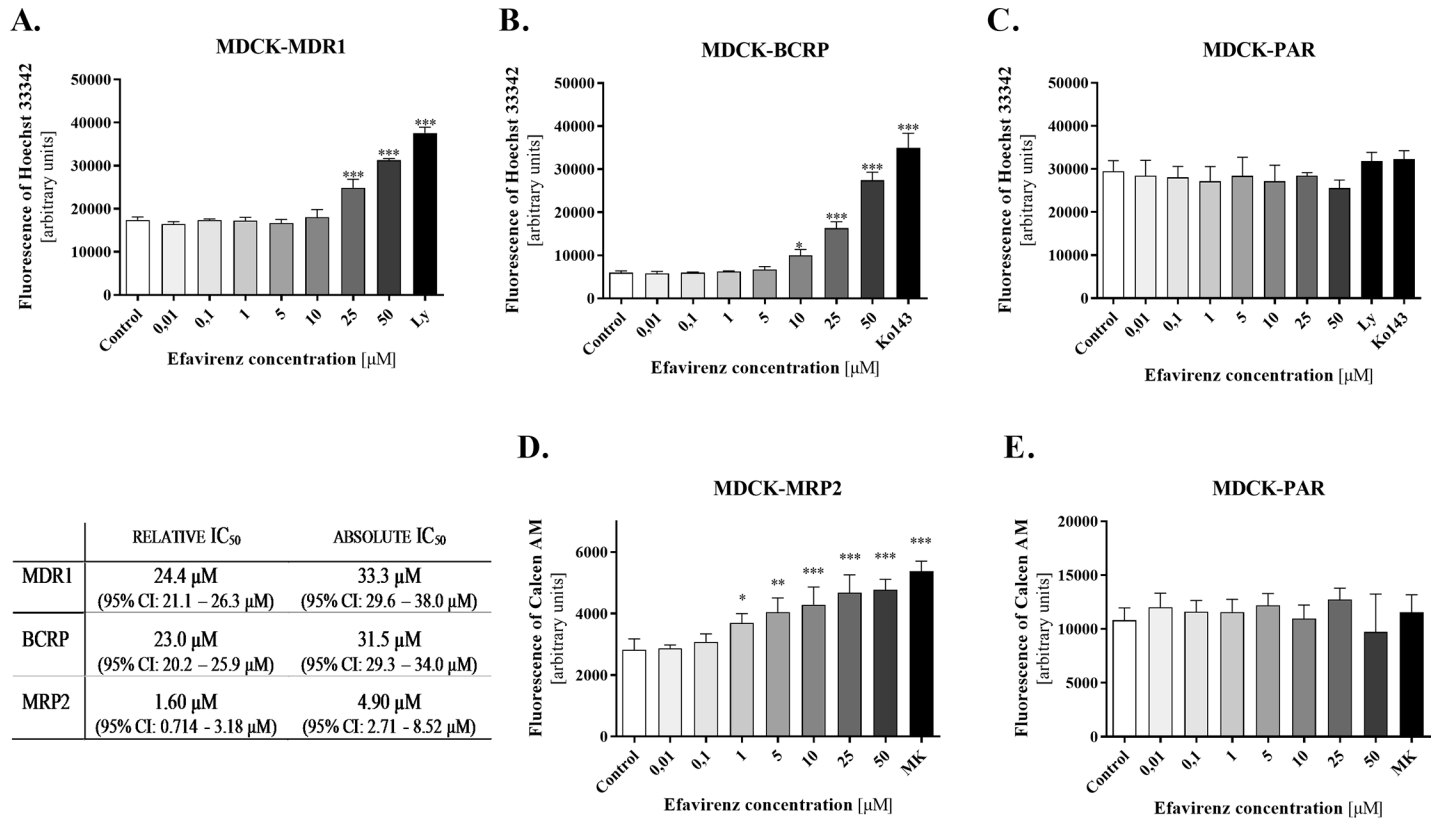 A.
MDCK-MDR1
Fluorescence of Hoechst 33342
[arbitrary units]
50000
40000
30000
20000
10000
0
***
***
***
Control
0,01
0,1
1
5
10
25
50
Ly
Efavirenz concentration [μM]
B.
MDCK-BCRP
Fluorescence of Hoechst 33342
[arbitrary units]
50000
40000
30000
20000
10000
0
*
***
***
***
Control
0,01
0,1
1
5
10
25
50
Ko143
Efavirenz concentration [μM]
C.
MDCK-PAR
Fluorescence of Hoechst 33342
[arbitrary units]
50000
40000
30000
20000
10000
0
Control
0,01
0,1
1
5
10
25
50
Ly
Ko143
Efavirenz concentration [μM]
RELATIVE IC50 ABSOLUTE IC50
MDR1 24.4 μM 33.3 μM
(95% CI: 21.1 – 26.3 μM) (95% CI: 29.6 – 38.0 μM)
BCRP 23.0 μM 31.5 μM
(95% CI: 20.2 – 25.9 μM) (95% CI: 29.3 – 34.0 μM)
MRP2 1.60 μM 4.90 μM
(95% CI: 0.714 - 3.18 μM) (95% CI: 2.71 - 8.52 μM)
D.
MDCK-MRP2
Fluorescence of Calcen AM
[arbitrary units]
6000
4000
2000
0
*
**
***
***
***
***
Control
0,01
0,1
1
5
10
25
50
MK
Efavirenz concentration [μM]
E.
MDCK-PAR
Fluorescence of Calcen AM
[arbitrary units]
20000
15000
10000
5000
0
Control
0,01
0,1
1
5
10
25
50
MK
Efavirenz concentration [μM]